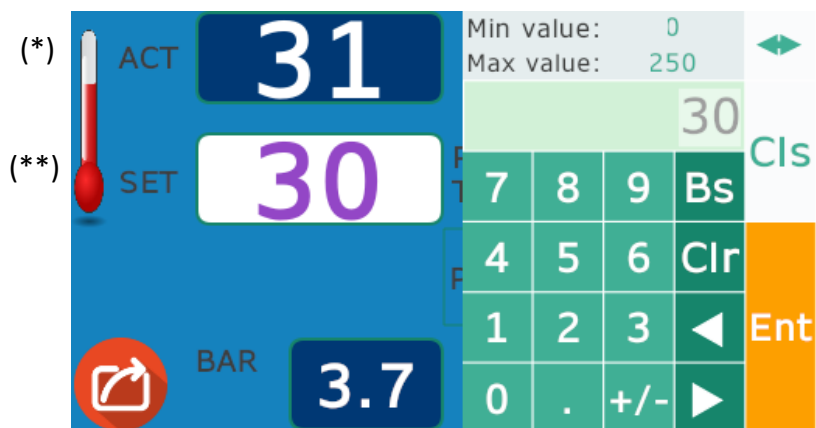 (*)
ACT 31
(**)
SET 30
BAR 3.7
Min value: 0
Max value: 250
30
Cls
7 8 9 Bs
4 5 6 Clr
1 2 3 ◀ Ent
0 . +/- ▶